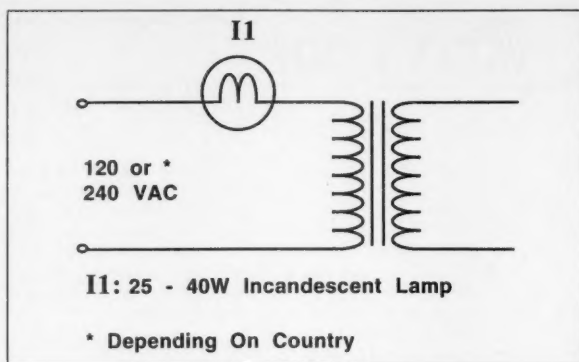 I1
120 or *
240 VAC
I1: 25 - 40W Incandescent Lamp
* Depending On Country